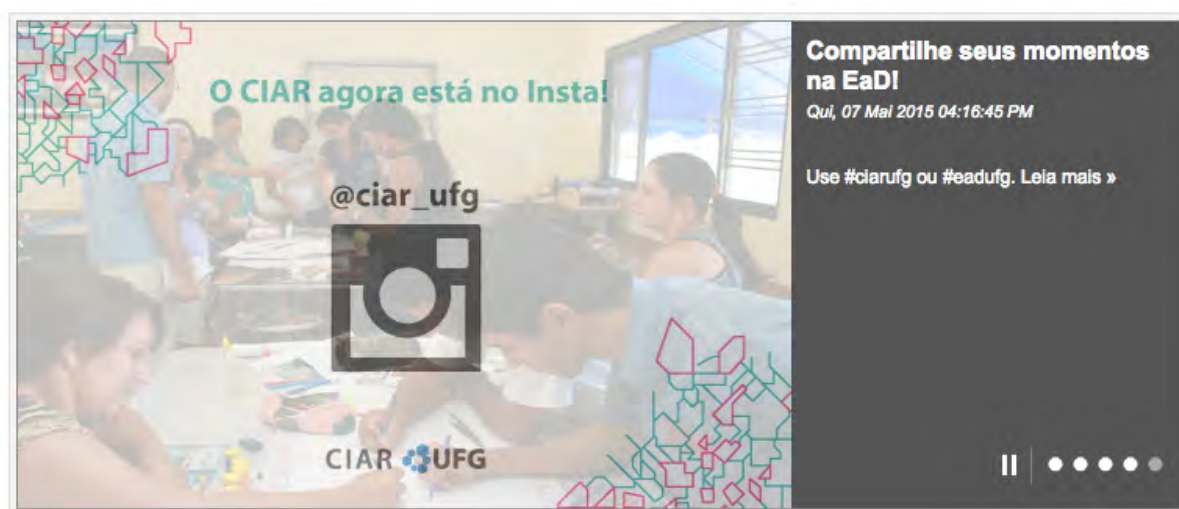 O CIAR agora está no Insta!
@ciar_ufg
CIAR UFG
Compartilhe seus momentos
na EaD!
Qui, 07 Mai 2015 04:16:45 PM
Use #ciarufg ou #eadufg. Leia mais »